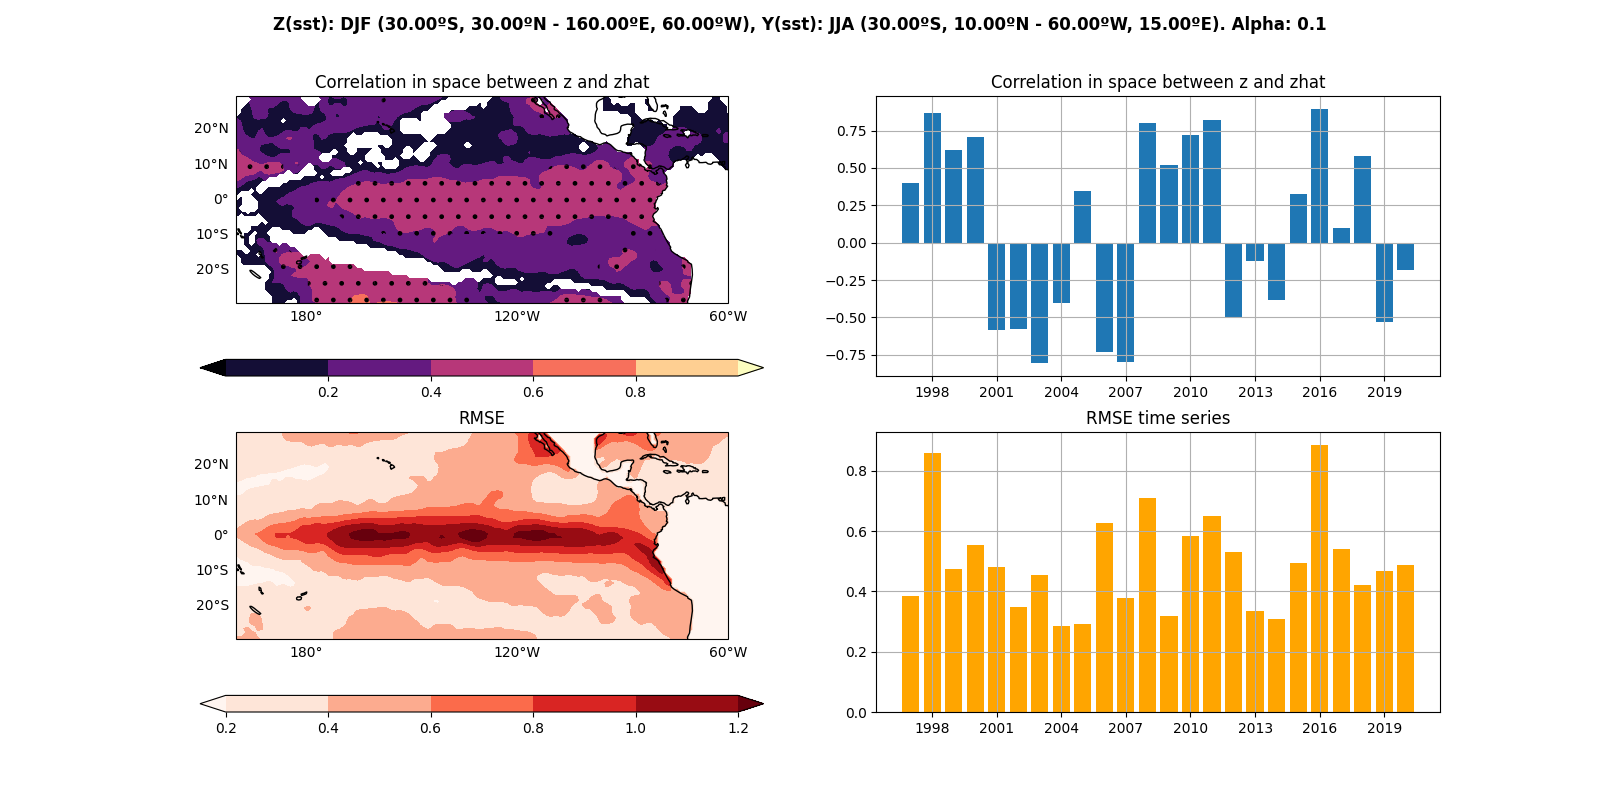 Z(sst): DJF (30.00ºS, 30.00ºN - 160.00ºE, 60.00ºW), Y(sst): JJA (30.00ºS, 10.00ºN - 60.00ºW, 15.00ºE). Alpha: 0.1
Correlation in space between z and zhat
20°N
10°N
0°
10°S
20°S
180°
120°W
60°W
0.2
0.4
0.6
0.8
Correlation in space between z and zhat
0.75
0.50
0.25
0.00
−0.25
−0.50
−0.75
1998
2001
2004
2007
2010
2013
2016
2019
RMSE
20°N
10°N
0°
10°S
20°S
180°
120°W
60°W
0.2
0.4
0.6
0.8
1.0
1.2
RMSE time series
0.8
0.6
0.4
0.2
0.0
1998
2001
2004
2007
2010
2013
2016
2019